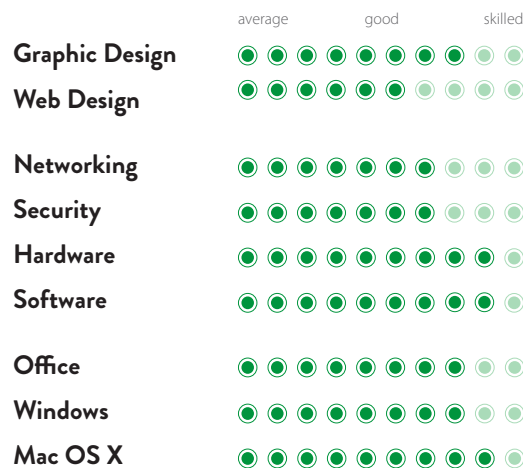 average good skilled
Graphic Design
Web Design
Networking
Security
Hardware
Software
Office
Windows
Mac OS X